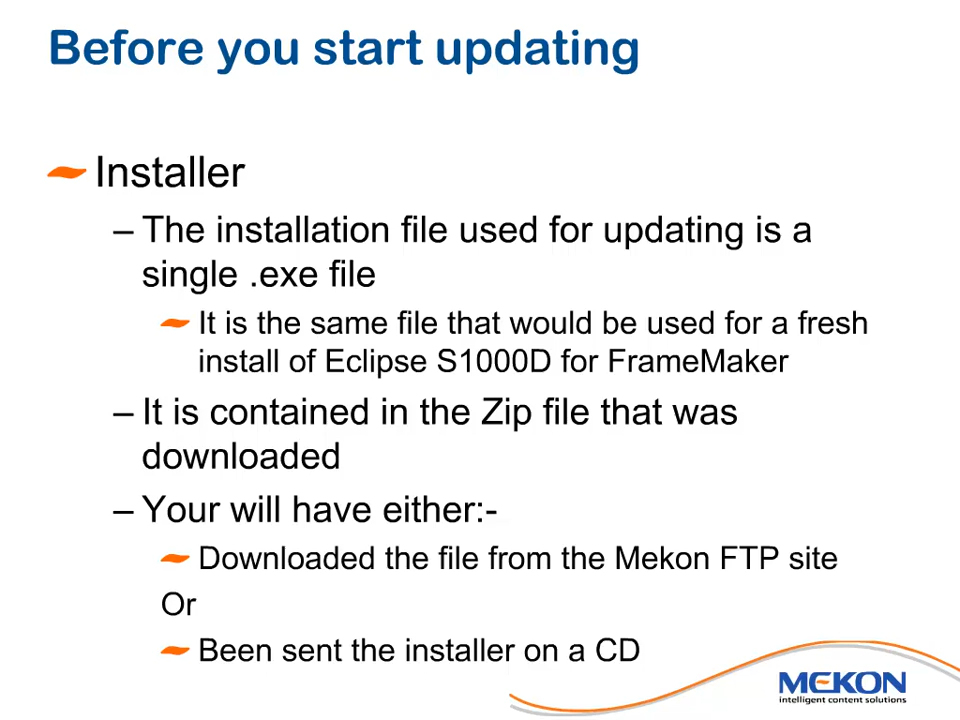 Before you start updating
Installer
– The installation file used for updating is a
single .exe file
It is the same file that would be used for a fresh
install of Eclipse S1000D for FrameMaker
– It is contained in the Zip file that was
downloaded
– Your will have either:-
Downloaded the file from the Mekon FTP site
Or
Been sent the installer on a CD
MEKON
intelligent content solutions